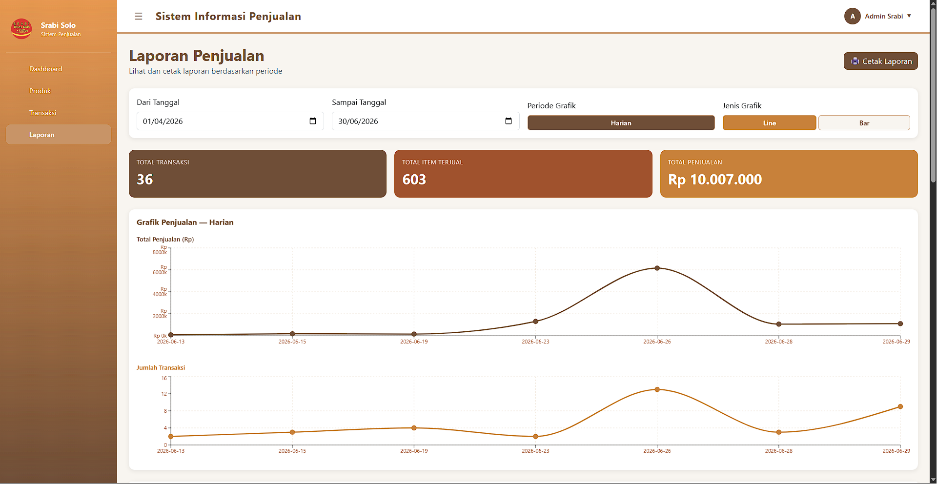 Srabi Solo
Sistem Penjualan
Dashboard
Produk
Transaksi
Laporan
☰ Sistem Informasi Penjualan
A Admin Srabi ▼
Laporan Penjualan
Lihat dan cetak laporan berdasarkan periode
Cetak Laporan
Dari Tanggal
01/04/2026
Sampai Tanggal
30/06/2026
Periode Grafik
Harian
Jenis Grafik
Line Bar
TOTAL TRANSAKSI
36
TOTAL ITEM TERJUAL
603
TOTAL PENJUALAN
Rp 10.007.000
Grafik Penjualan — Harian
Total Penjualan (Rp)
Rp
8000k
Rp
6000k
Rp
4000k
Rp
2000k
Rp 0k
2026-06-13 2026-06-15 2026-06-19 2026-06-23 2026-06-26 2026-06-28 2026-06-29
Jumlah Transaksi
16
12
8
4
0
2026-06-13 2026-06-15 2026-06-19 2026-06-23 2026-06-26 2026-06-28 2026-06-29